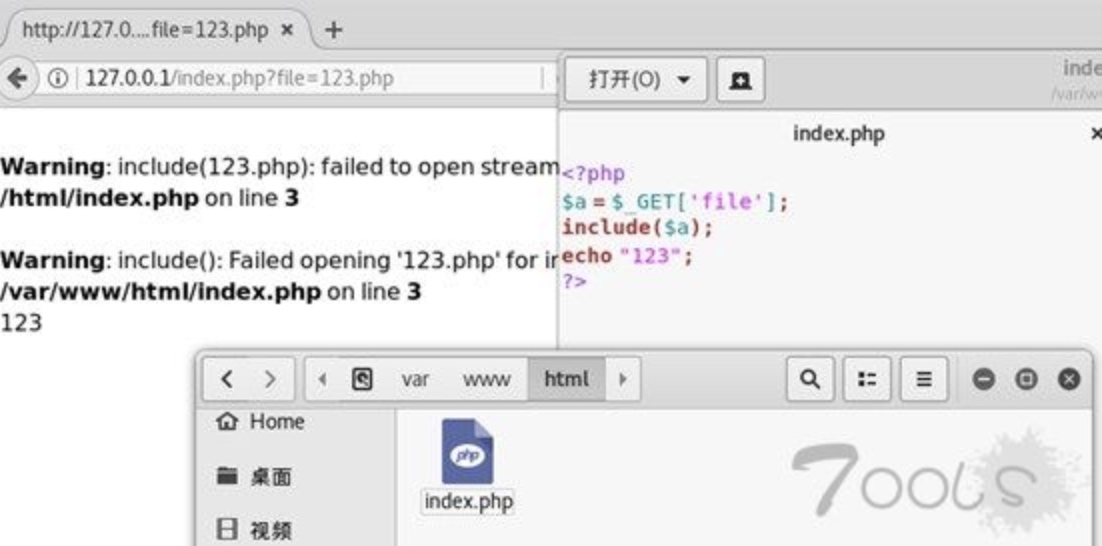 http://127.0....file=123.php
127.0.0.1/index.php?file=123.php
打开(O)
inde
/var/w
index.php
Warning: include(123.php): failed to open stream
/html/index.php on line 3
Warning: include(): Failed opening '123.php' for in
/var/www/html/index.php on line 3
123
<?php
$a = $_GET['file'];
include($a);
echo "123";
?>
var www html
Home
桌面
视频
php
index.php
7ooLS